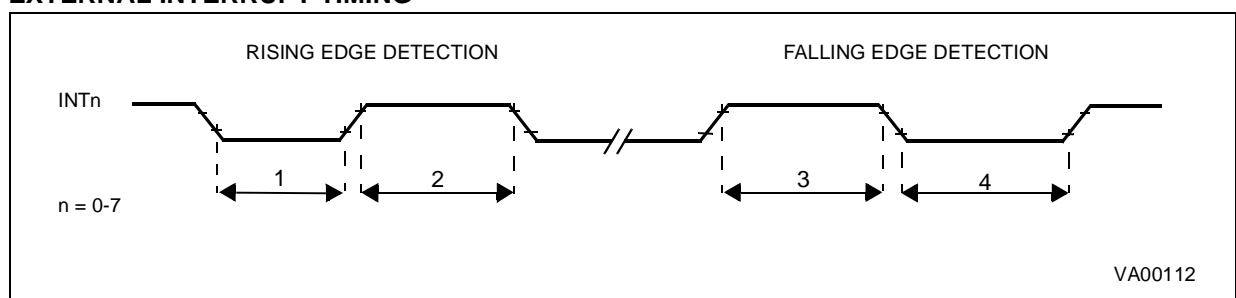 EXTERNAL INTERRUPT TIMING
RISING EDGE DETECTION
FALLING EDGE DETECTION
INTn
1
2
3
4
n = 0-7
VA00112